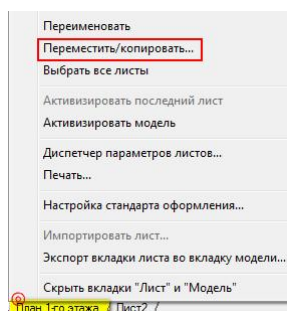 Переименовать
Переместить/копировать...
Выбрать все листы
Активизировать последний лист
Активизировать модель
Диспетчер параметров листов...
Печать...
Настройка стандарта оформления...
Импортировать лист...
Экспорт вкладки листа во вкладку модели...
Скрыть вкладки "Лист" и "Модель"
План 1-го этажа / Лист2 /